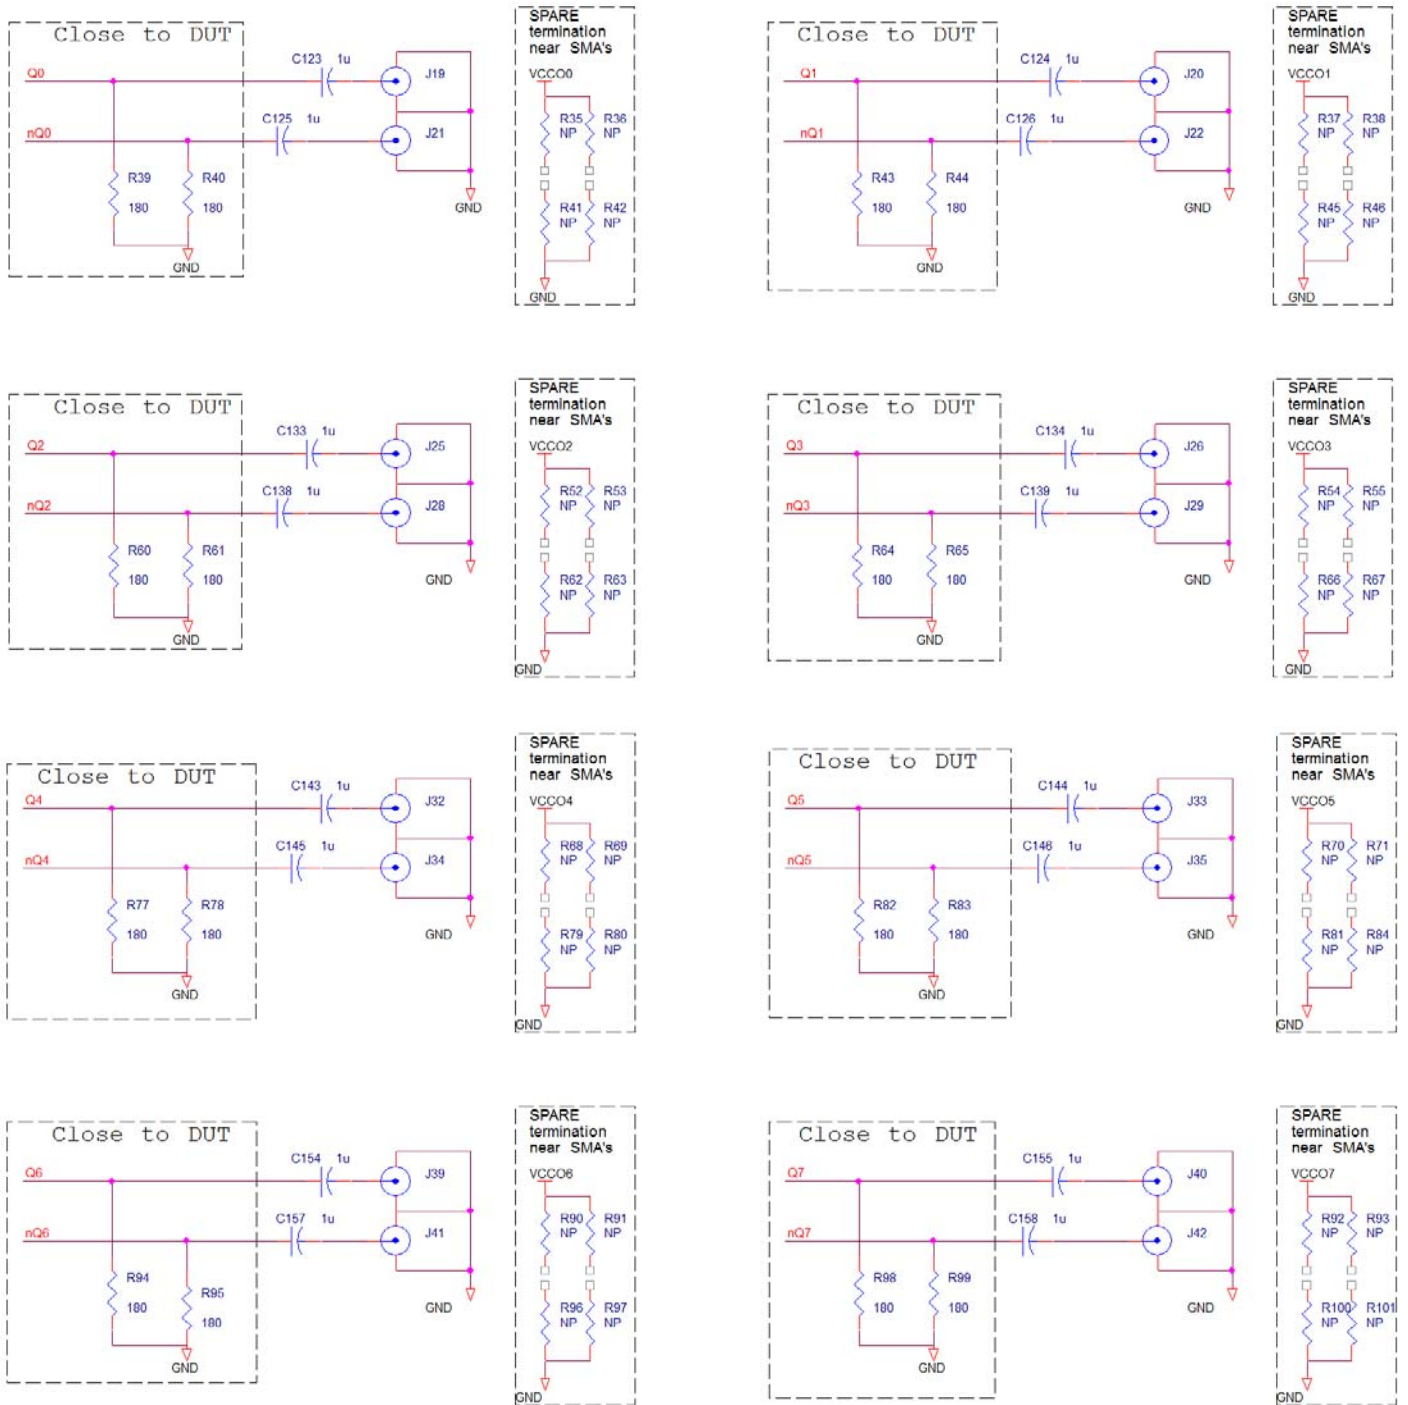 Close to DUT
C123 1u
Q0
J19
C125 1u
nQ0
J21
R39
180
R40
180
GND
GND
SPARE
termination
near SMA's
VCCO0
R35 R36
NP NP
R41 R42
NP NP
GND
Close to DUT
C124 1u
Q1
J20
C126 1u
nQ1
J22
R43
180
R44
180
GND
GND
SPARE
termination
near SMA's
VCCO1
R37 R38
NP NP
R45 R46
NP NP
GND
Close to DUT
C133 1u
Q2
J25
C138 1u
nQ2
J28
R60
180
R61
180
GND
GND
SPARE
termination
near SMA's
VCCO2
R52 R53
NP NP
R62 R63
NP NP
GND
Close to DUT
C134 1u
Q3
J26
C139 1u
nQ3
J29
R64
180
R65
180
GND
GND
SPARE
termination
near SMA's
VCCO3
R54 R55
NP NP
R66 R67
NP NP
GND
Close to DUT
C143 1u
Q4
J32
C145 1u
nQ4
J34
R77
180
R78
180
GND
GND
SPARE
termination
near SMA's
VCCO4
R68 R69
NP NP
R79 R80
NP NP
GND
Close to DUT
C144 1u
Q5
J33
C146 1u
nQ5
J35
R82
180
R83
180
GND
GND
SPARE
termination
near SMA's
VCCO5
R70 R71
NP NP
R81 R84
NP NP
GND
Close to DUT
C154 1u
Q6
J39
C157 1u
nQ6
J41
R94
180
R95
180
GND
GND
SPARE
termination
near SMA's
VCCO6
R90 R91
NP NP
R96 R97
NP NP
GND
Close to DUT
C155 1u
Q7
J40
C158 1u
nQ7
J42
R98
180
R99
180
GND
GND
SPARE
termination
near SMA's
VCCO7
R92 R93
NP NP
R100 R101
NP NP
GND